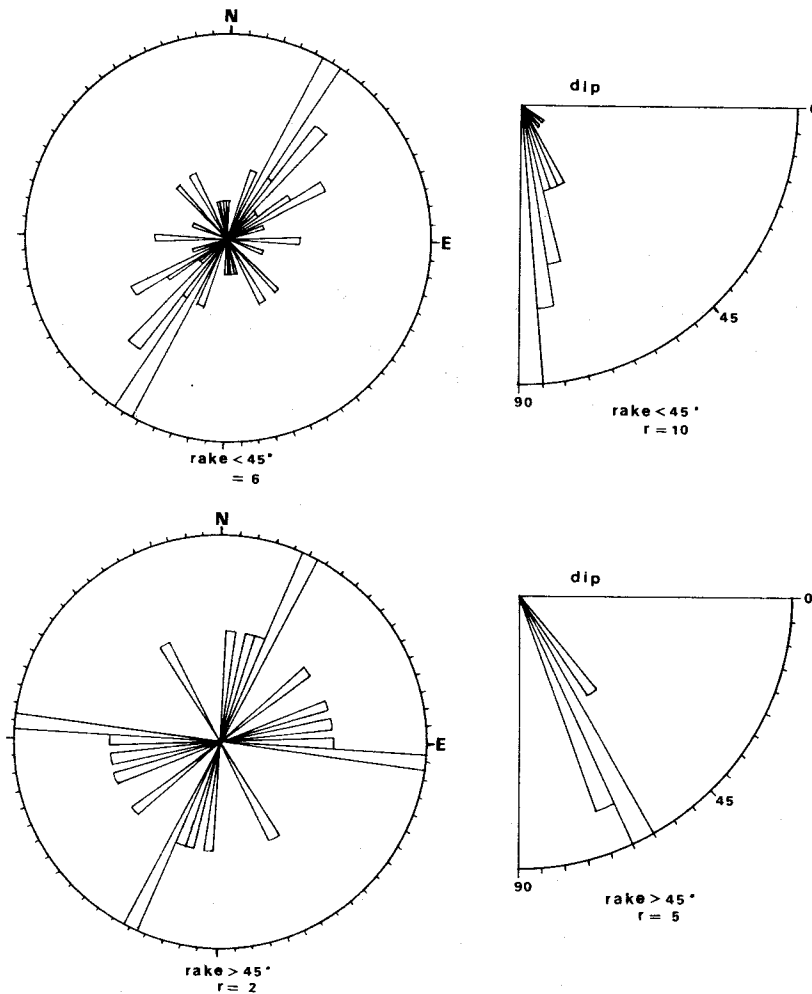 N
E
rake < 45°
= 6
dip
0
45
90
rake < 45°
r = 10
N
E
rake > 45°
r = 2
dip
0
45
90
rake > 45°
r = 5